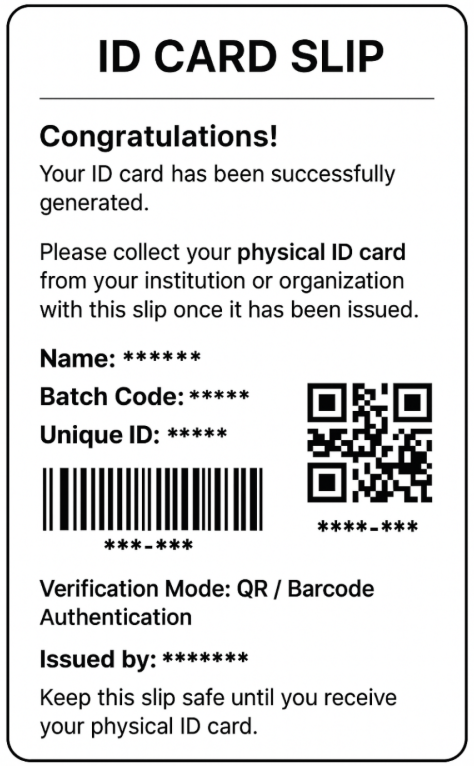 ID CARD SLIP
Congratulations!
Your ID card has been successfully
generated.
Please collect your physical ID card
from your institution or organization
with this slip once it has been issued.
Name: ******
Batch Code: *****
Unique ID: *****
***-***
****-***
Verification Mode: QR / Barcode
Authentication
Issued by: *******
Keep this slip safe until you receive
your physical ID card.